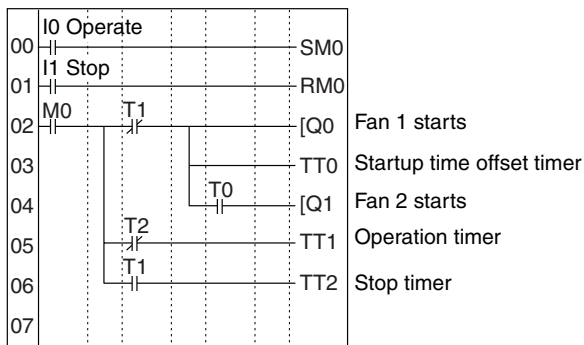 I0 Operate
00 SM0
I1 Stop
01 RM0
M0 T1
02 [Q0 Fan 1 starts
03 TT0 Startup time offset timer
T0
04 [Q1 Fan 2 starts
T2
05 TT1 Operation timer
T1
06 TT2 Stop timer
07